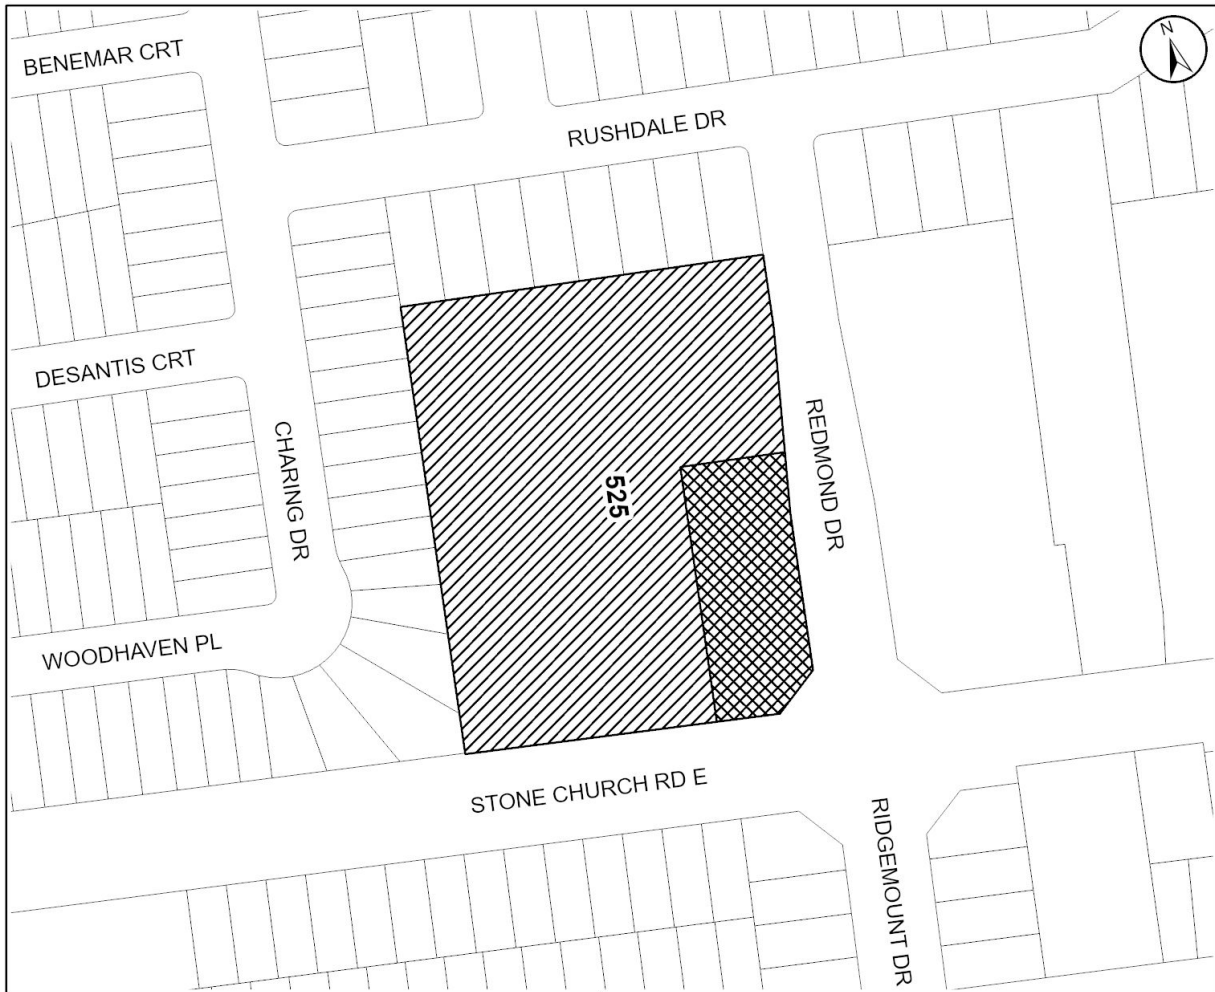 BENEMAR CRT
N
RUSHDALE DR
DESANTIS CRT
CHARING DR
REDMOND DR
525
WOODHAVEN PL
STONE CHURCH RD E
RIDGEMOUNT DR